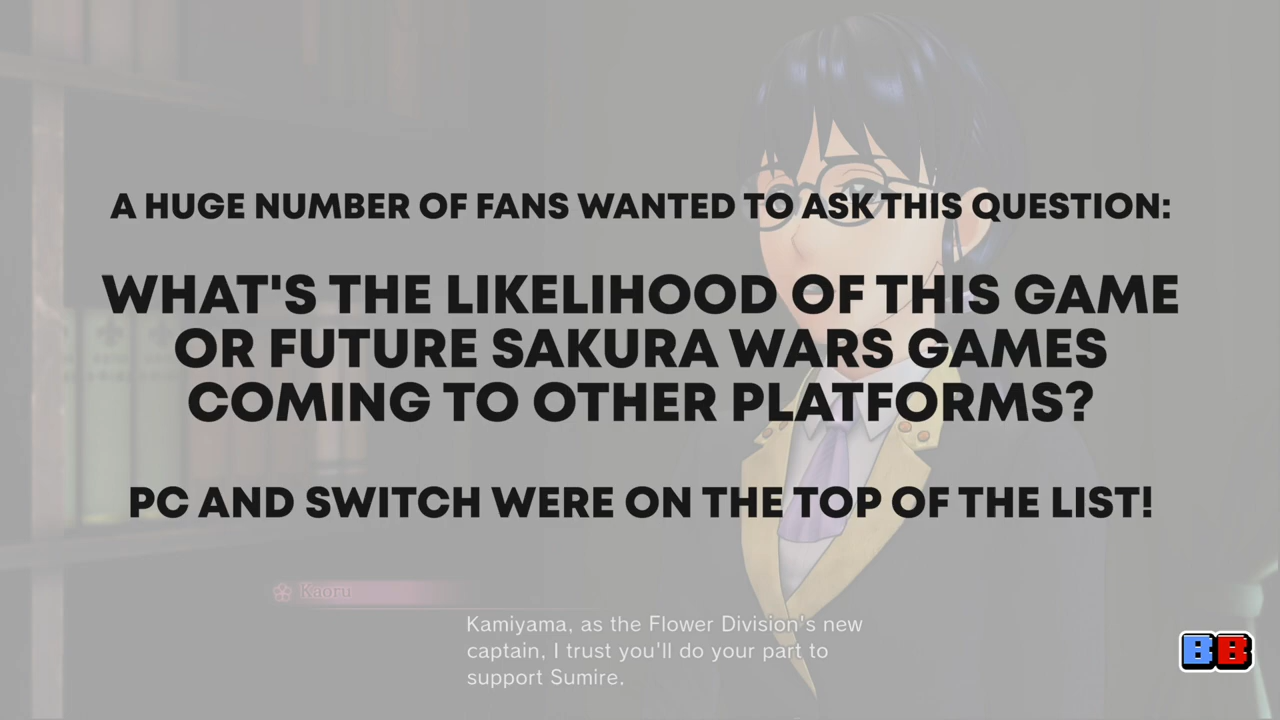 A HUGE NUMBER OF FANS WANTED TO ASK THIS QUESTION:
WHAT'S THE LIKELIHOOD OF THIS GAME
OR FUTURE SAKURA WARS GAMES
COMING TO OTHER PLATFORMS?
PC AND SWITCH WERE ON THE TOP OF THE LIST!
Kaoru
Kamiyama, as the Flower Division's new
captain, I trust you'll do your part to
support Sumire.
BB